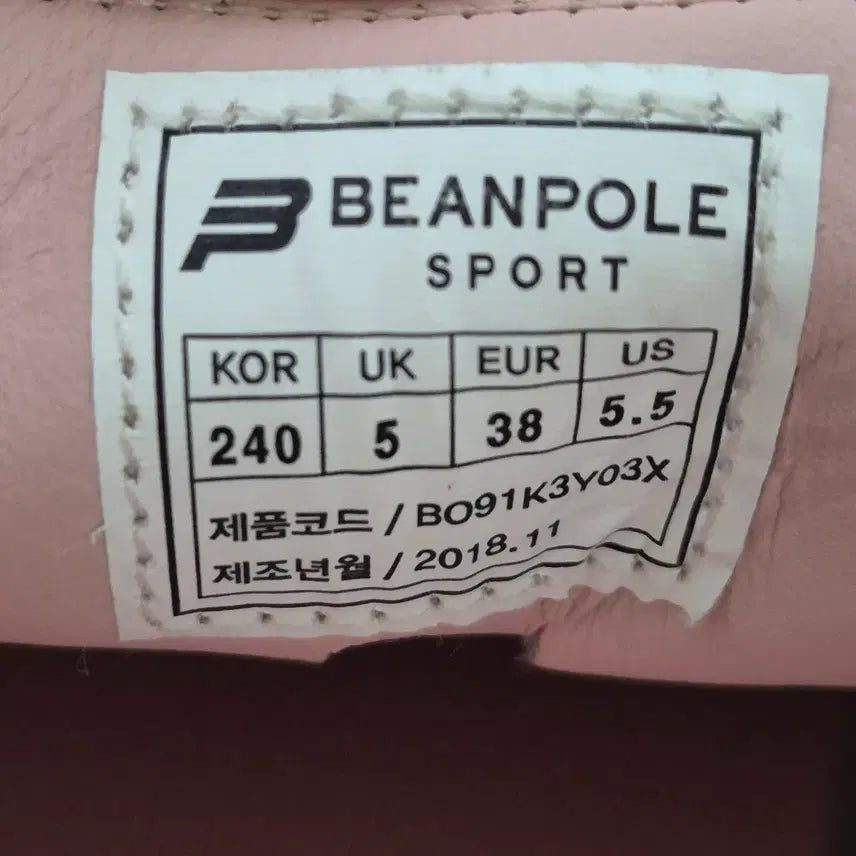 BEANPOLE
SPORT
KOR UK EUR US
240 5 38 5.5
제품코드 / BO91K3Y03X
제조년월 / 2018.11